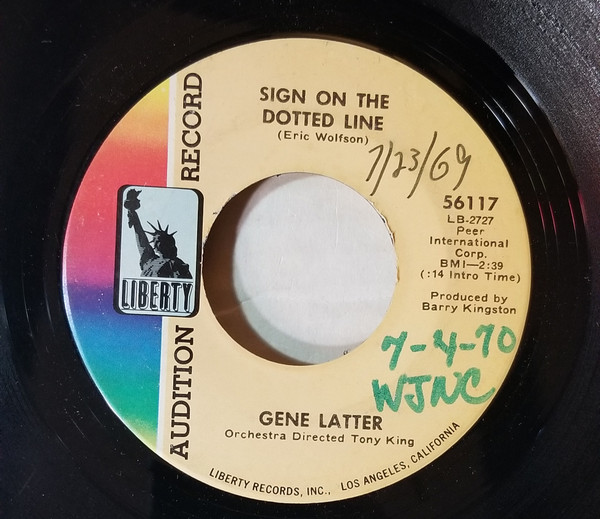 SIGN ON THE
DOTTED LINE
(Eric Wolfson)
7/23/69
56117
LB-2727
Peer
International
Corp.
BMI—2:39
(:14 Intro Time)
Produced by
Barry Kingston
7-4-70
WJNC
LIBERTY
AUDITION RECORD
GENE LATTER
Orchestra Directed Tony King
LIBERTY RECORDS, INC., LOS ANGELES, CALIFORNIA